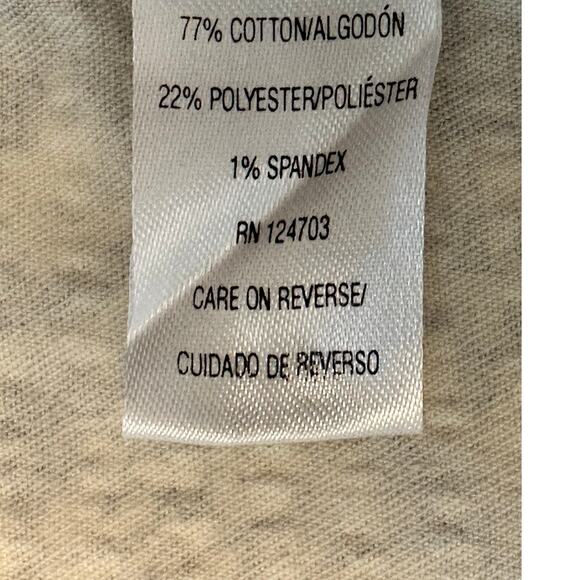 77% COTTON/ALGODÓN
22% POLYESTER/POLIÉSTER
1% SPANDEX
RN 124703
CARE ON REVERSE/
CUIDADO DE REVERSO